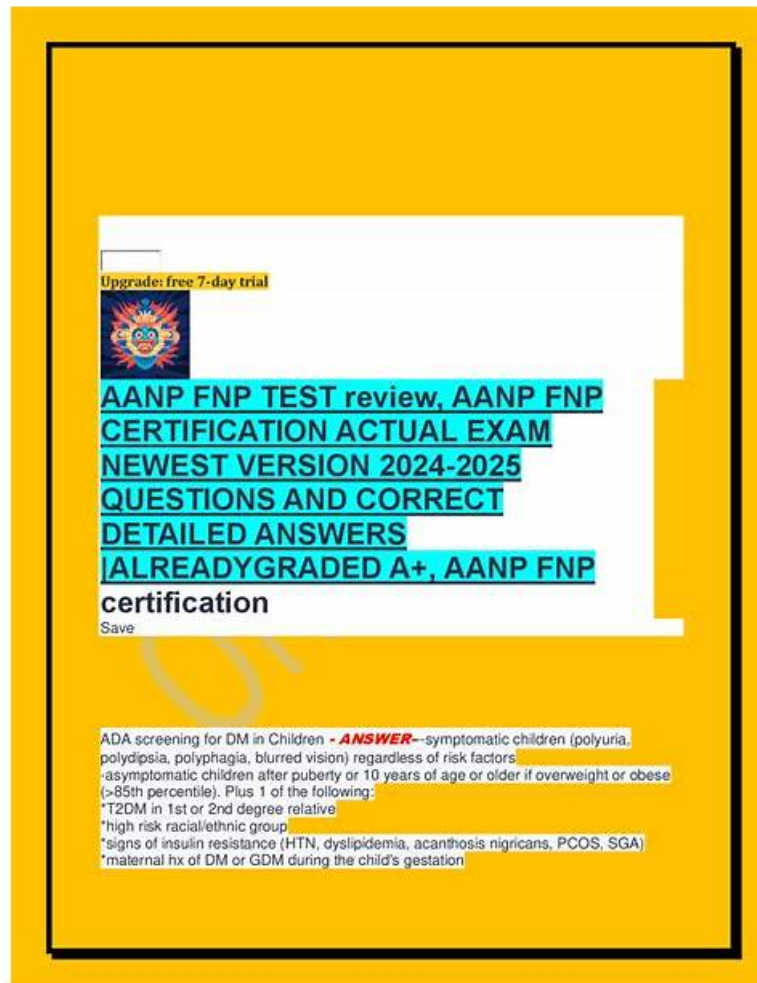 Upgrade: free 7-day trial
AANP FNP TEST review, AANP FNP
CERTIFICATION ACTUAL EXAM
NEWEST VERSION 2024-2025
QUESTIONS AND CORRECT
DETAILED ANSWERS
|ALREADYGRADED A+, AANP FNP
certification
Save
ADA screening for DM in Children - ANSWER--symptomatic children (polyuria,
polydipsia, polyphagia, blurred vision) regardless of risk factors
-asymptomatic children after puberty or 10 years of age or older if overweight or obese
(>85th percentile). Plus 1 of the following:
*T2DM in 1st or 2nd degree relative
*high risk racial/ethnic group
*signs of insulin resistance (HTN, dyslipidemia, acanthosis nigricans, PCOS, SGA)
*maternal hx of DM or GDM during the child's gestation